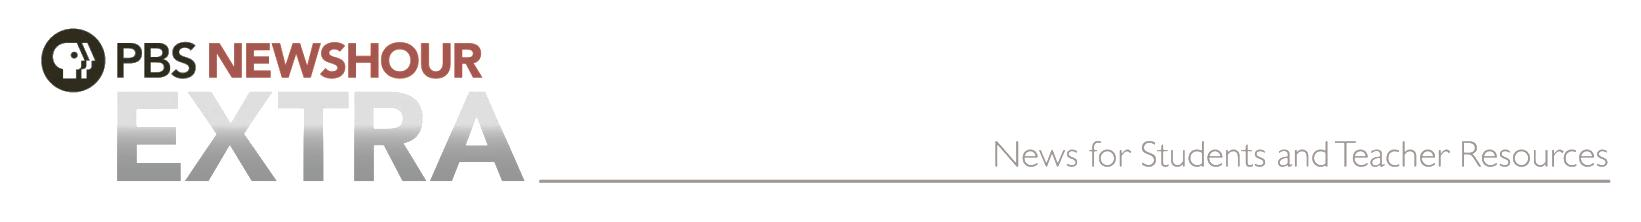 PBS NEWSHOUR
EXTRA
News for Students and Teacher Resources